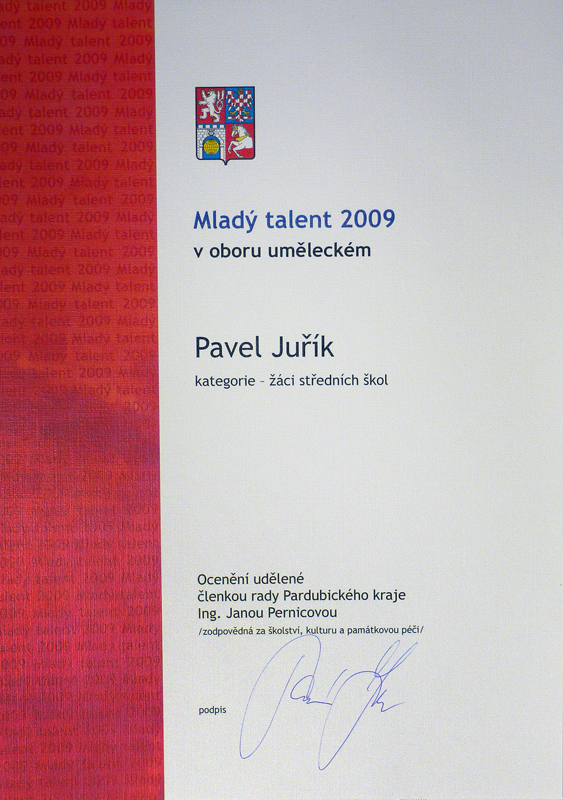 Mladý talent 2009
v oboru uměleckém
Pavel Juřík
kategorie – žáci středních škol
Ocenění udělené
členkou rady Pardubického kraje
Ing. Janou Pernicovou
/zodpovědná za školství, kulturu a památkovou péči/
podpis